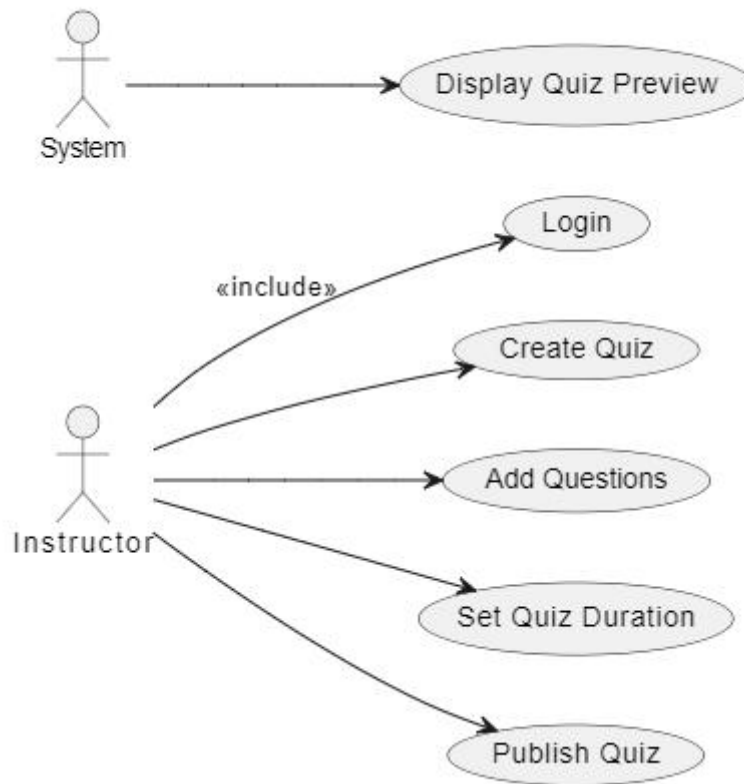 Display Quiz Preview
System
Login
«include»
Create Quiz
Add Questions
Instructor
Set Quiz Duration
Publish Quiz